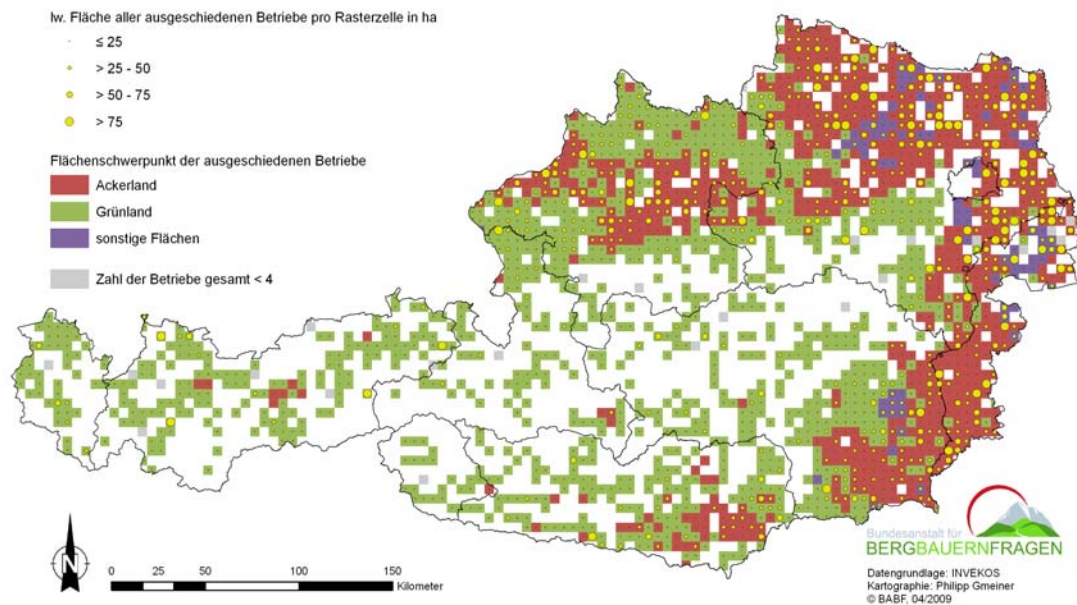 lw. Fläche aller ausgeschiedenen Betriebe pro Rasterzelle in ha
≤ 25
> 25 - 50
> 50 - 75
> 75
Flächenschwerpunkt der ausgeschiedenen Betriebe
Ackerland
Grünland
sonstige Flächen
Zahl der Betriebe gesamt < 4
N
0 25 50 100 150
Kilometer
Bundesanstalt für
BERGBAUERNFRAGEN
Datengrundlage: INVEKOS
Kartographie: Philipp Gmeiner
© BABF, 04/2009